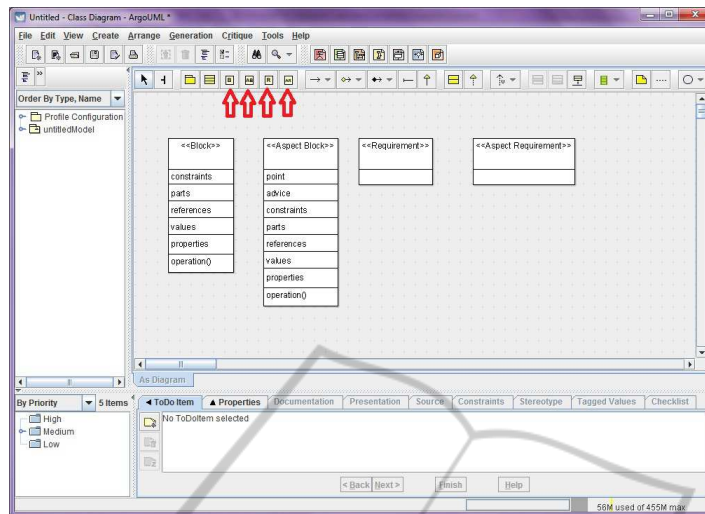 Untitled - Class Diagram - ArgoUML *
File Edit View Create Arrange Generation Critique Tools Help
B AB R AR
Order By Type, Name
Profile Configuration
untitledModel
<<Block>>
constraints
parts
references
values
properties
operation()
<<Aspect Block>>
point
advice
constraints
parts
references
values
properties
operation()
<<Requirement>>
<<Aspect Requirement>>
As Diagram
By Priority 5 Items
High
Medium
Low
ToDo Item Properties Documentation Presentation Source Constraints Stereotype Tagged Values Checklist
No ToDoItem selected
< Back Next > Finish Help
56M used of 455M max